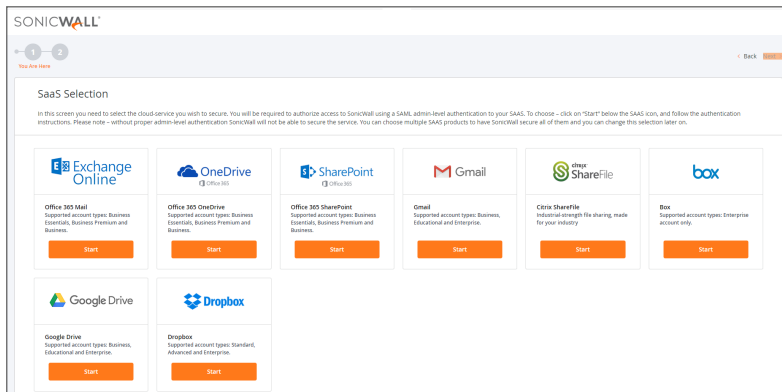 SONICWALL
1 2
You Are Here
Back Next
SaaS Selection
In this screen you need to select the cloud-service you wish to secure. You will be required to authorize access to SonicWall using a SAML admin-level authentication to your SAAS. To choose – click on "Start" below the SAAS icon, and follow the authentication
instructions. Please note – without proper admin-level authentication SonicWall will not be able to secure the service. You can choose multiple SAAS products to have SonicWall secure all of them and you can change this selection later on.
Exchange
Online
Office 365 Mail
Supported account types: Business
Essentials, Business Premium and
Business.
Start
OneDrive
Office 365
Office 365 OneDrive
Supported account types: Business
Essentials, Business Premium and
Business.
Start
SharePoint
Office 365
Office 365 SharePoint
Supported account types: Business
Essentials, Business Premium and
Business.
Start
Gmail
Gmail
Supported account types: Business,
Educational and Enterprise.
Start
citrix
ShareFile
Citrix ShareFile
Industrial-strength file sharing, made
for your industry
Start
box
Box
Supported account types: Enterprise
account only.
Start
Google Drive
Google Drive
Supported account types: Business,
Educational and Enterprise.
Start
Dropbox
Dropbox
Supported account types: Standard,
Advanced and Enterprise.
Start